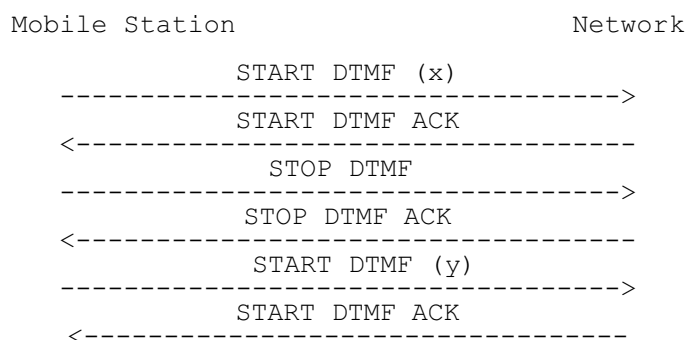 Mobile Station Network
START DTMF (x)
----------------------------------->
START DTMF ACK
<-----------------------------------
STOP DTMF
----------------------------------->
STOP DTMF ACK
<-----------------------------------
START DTMF (y)
----------------------------------->
START DTMF ACK
<----------------------------------